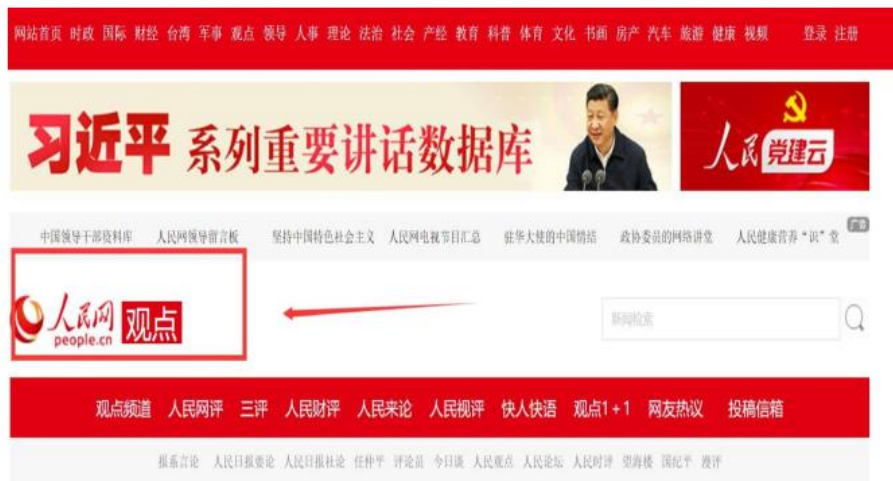 网站首页 时政 国际 财经 台湾 军事 观点 领导 人事 理论 法治 社会 产经 教育 科普 体育 文化 书画 房产 汽车 旅游 健康 视频 登录 注册
习近平 系列重要讲话数据库
人民 党建云
广告
中国领导干部资料库 人民网领导留言板 坚持中国特色社会主义 人民网电视节目汇总 驻华大使的中国情结 政协委员的网络讲堂 人民健康营养“识”堂
人民网 观点
people.cn
新闻检索
观点频道 人民网评 三评 人民财评 人民来论 人民视评 快人快语 观点1+1 网友热议 投稿信箱
报系言论 人民日报要论 人民日报社论 任仲平 评论员 今日谈 人民观点 人民论坛 人民时评 望海楼 国纪平 漫评